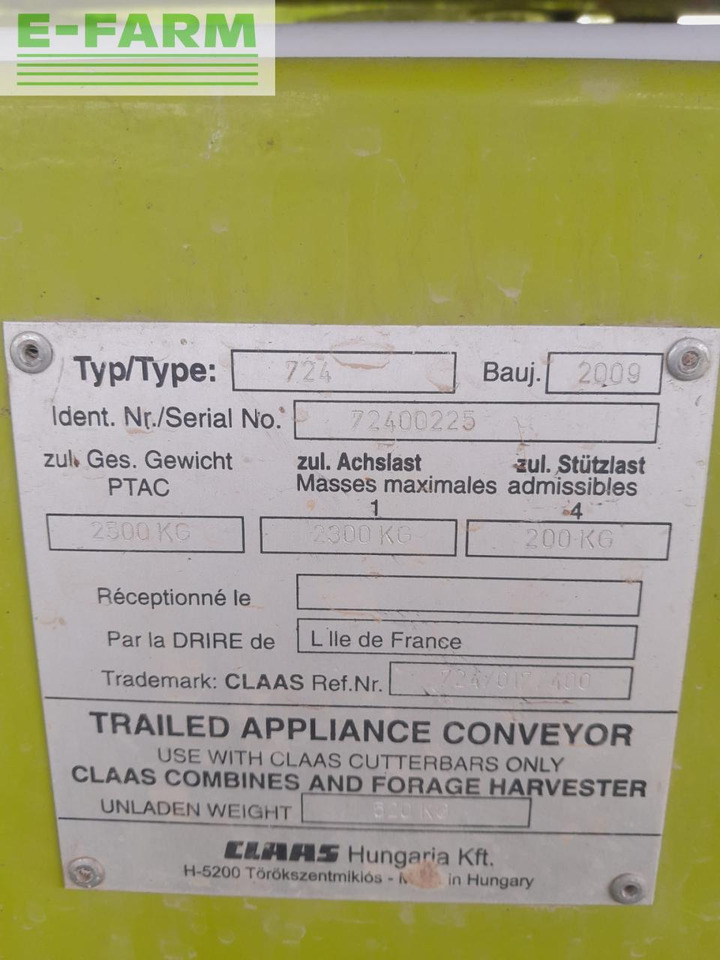 E-FARM
Typ/Type: 724 Bauj. 2009
Ident. Nr./Serial No. 72400225
zul. Ges. Gewicht zul. Achslast zul. Stützlast
PTAC Masses maximales admissibles
1 4
2500 KG 2300 KG 200 KG
Réceptionné le
Par la DRIRE de L'Ile de France
Trademark: CLAAS Ref.Nr.
TRAILED APPLIANCE CONVEYOR
USE WITH CLAAS CUTTERBARS ONLY
CLAAS COMBINES AND FORAGE HARVESTER
UNLADEN WEIGHT 520 KG
CLAAS Hungaria Kft.
H-5200 Törökszentmiklós - in Hungary